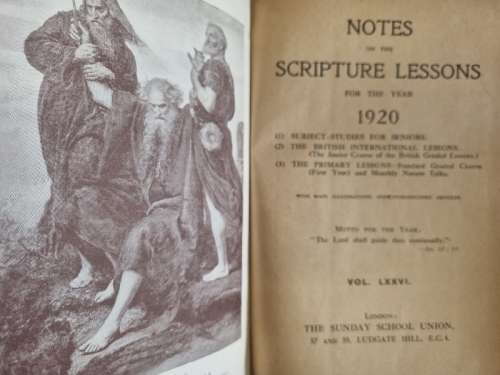 NOTES
ON THE
SCRIPTURE LESSONS
FOR THE YEAR
1920
(1) SUBJECT-STUDIES FOR SENIORS.
(2) THE BRITISH INTERNATIONAL LESSONS.
(The Junior Course of the British Graded Lessons.)
(3) THE PRIMARY LESSONS—Standard Graded Course
(First Year) and Monthly Nature Talks.
WITH MAPS, ILLUSTRATIONS,
MOTTO FOR THE YEAR.
"The Lord shall guide thee continually."
VOL. LXXVI.
LONDON:
THE SUNDAY SCHOOL UNION,
57 AND 59, LUDGATE HILL, E.C.4.